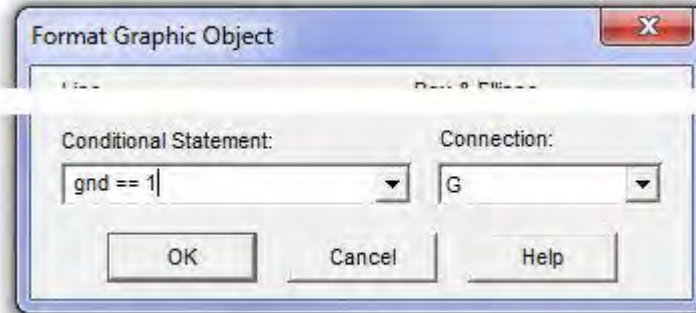 Format Graphic Object
Conditional Statement:
Connection:
gnd == 1
G
OK
Cancel
Help